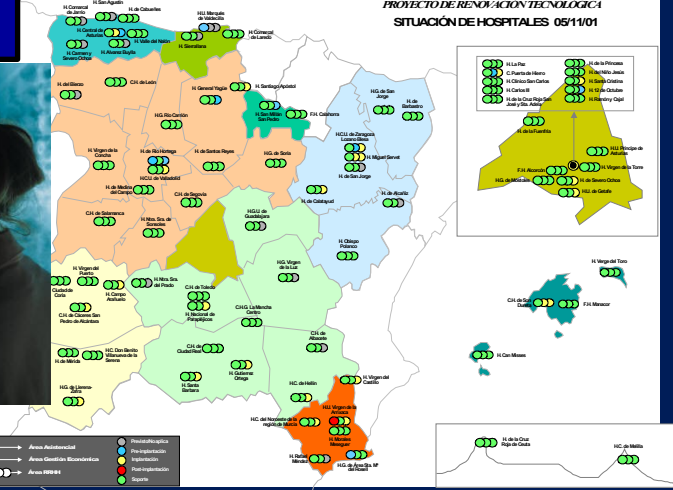 PROYECTO DE RENOVACION TECNOLOGICA
SITUACIÓN DE HOSPITALES 05/11/01
H. San Agustín
H. Comarcal de Jarrio
H. de Cabueñes
H. Central de Asturias
H. Valle del Nalón
H. Carmen y Severo Ochoa
H. Alvarez Buylla
H.U. Marqués de Valdecilla
H. Sierrallana
H. Comarcal de Laredo
H. del Bierzo
C.H. de León
H. General Yagüe
H. Santiago Apóstol
H. San Millán San Pedro
F.H. Calahorra
H.G. de San Jorge
H. de Barbastro
H.G. Río Carrión
H. Virgen de la Concha
H. de Río Hortega
H.C.U. de Valladolid
H. de Santos Reyes
H.G. de Soria
H.C.U. de Zaragoza Lozano Blesa
H. Miguel Servet
H. de San Jorge
H. de Medina del Campo
C.H. de Segovia
H. de Calatayud
H. de Alcañiz
C.H. de Salamanca
H. Ntra. Sra. de Sonsoles
H.G.U. de Guadalajara
H. Obispo Polanco
H. Virgen del Puerto
Ciudad de Coria
H. Campo Arañuelo
H. Ntra. Sra. del Prado
C.H. de Toledo
H. Nacional de Parapléjicos
H.G. Virgen de la Luz
C.H. de Cáceres San Pedro de Alcántara
C.H.G. La Mancha Centro
H. de Mérida
H.C. Don Benito Villanueva de la Serena
C.H. de Ciudad Real
C.H. de Albacete
H. Gutierrez Ortega
H. Santa Barbara
H.G. de Llerena-Zafra
H.C. de Hellín
H. Virgen del Castillo
H.U. Virgen de la Arrixaca
H.C. del Noroeste de la región de Murcia
H. Morales Meseguer
H. Rafael Méndez
H.G. de Área Sta. Mª del Rosell
H. La Paz
C. Puerta de Hierro
H. Clínico San Carlos
H. Carlos III
H. de la Cruz Roja San José y Sta. Adela
H. de la Princesa
H. del Niño Jesús
H. Santa Cristina
H. 12 de Octubre
H. Ramón y Cajal
H. de la Fuenfría
H.U. Príncipe de Asturias
F.H. Alcorcón
H. Virgen de la Torre
H.G. de Móstoles
H. de Severo Ochoa
H.U. de Getafe
H. Verge del Toro
C.H. de Son Dureta
F.H. Manacor
H. Can Misses
H. de la Cruz Roja de Ceuta
H.C. de Melilla
Área Asistencial
Área Gestión Económica
Área RRHH
Previsto/No aplica
Pre-implantación
Implantación
Post-implantación
Soporte